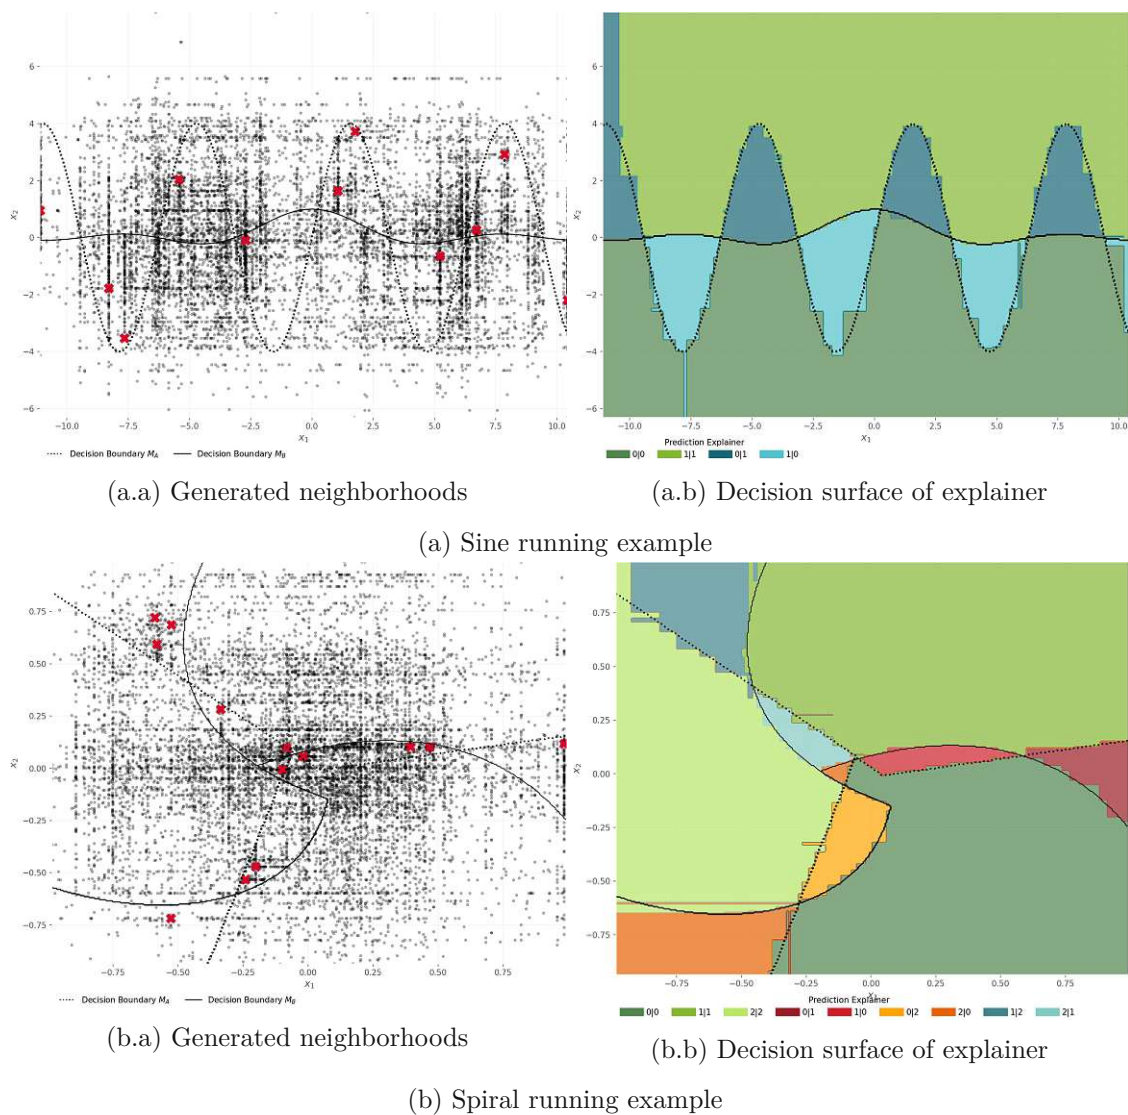 6
4
2
0
−2
−4
−6
x₂
−10.0 −7.5 −5.0 −2.5 0.0 2.5 5.0 7.5 10.0
x₁
Decision Boundary M_A Decision Boundary M_B
6
4
2
0
−2
−4
−6
x₂
−10.0 −7.5 −5.0 −2.5 0.0 2.5 5.0 7.5 10.0
x₁
Prediction Explainer
0|0 1|1 0|1 1|0
(a.a) Generated neighborhoods
(a.b) Decision surface of explainer
(a) Sine running example
0.75
0.50
0.25
0.00
−0.25
−0.50
−0.75
x₂
−0.75 −0.50 −0.25 0.00 0.25 0.50 0.75
x₁
Decision Boundary M_A Decision Boundary M_B
0.75
0.50
0.25
0.00
−0.25
−0.50
−0.75
x₂
−0.75 −0.50 −0.25 0.00 0.25 0.50 0.75
x₁
Prediction Explainer
0|0 1|1 2|2 0|1 1|0 0|2 2|0 1|2 2|1
(b.a) Generated neighborhoods
(b.b) Decision surface of explainer
(b) Spiral running example